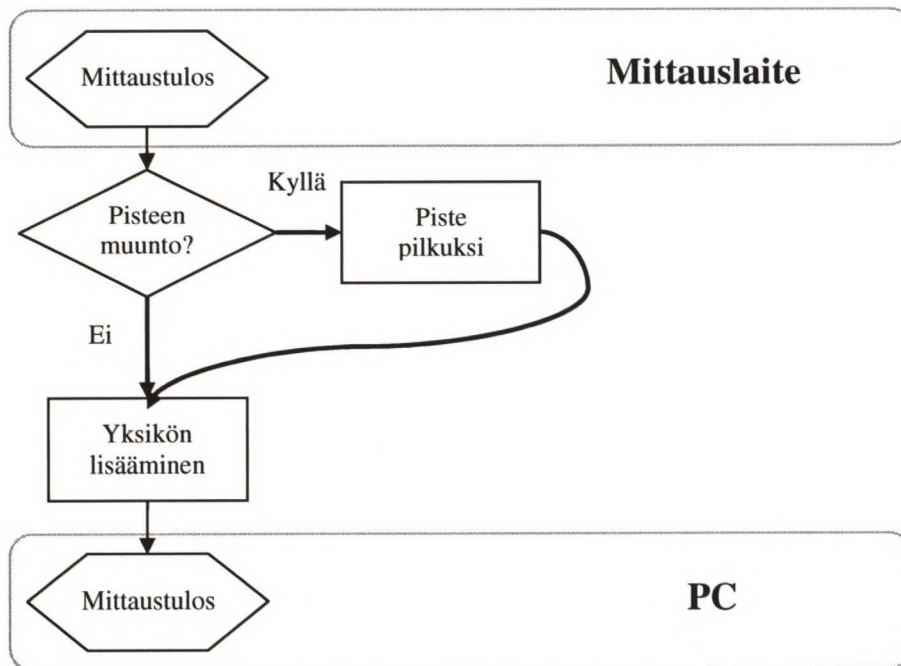 Mittaustulos
Mittauslaite
Kyllä
Pisteen
muunto?
Piste
pilkuksi
Ei
Yksikön
lisääminen
Mittaustulos
PC